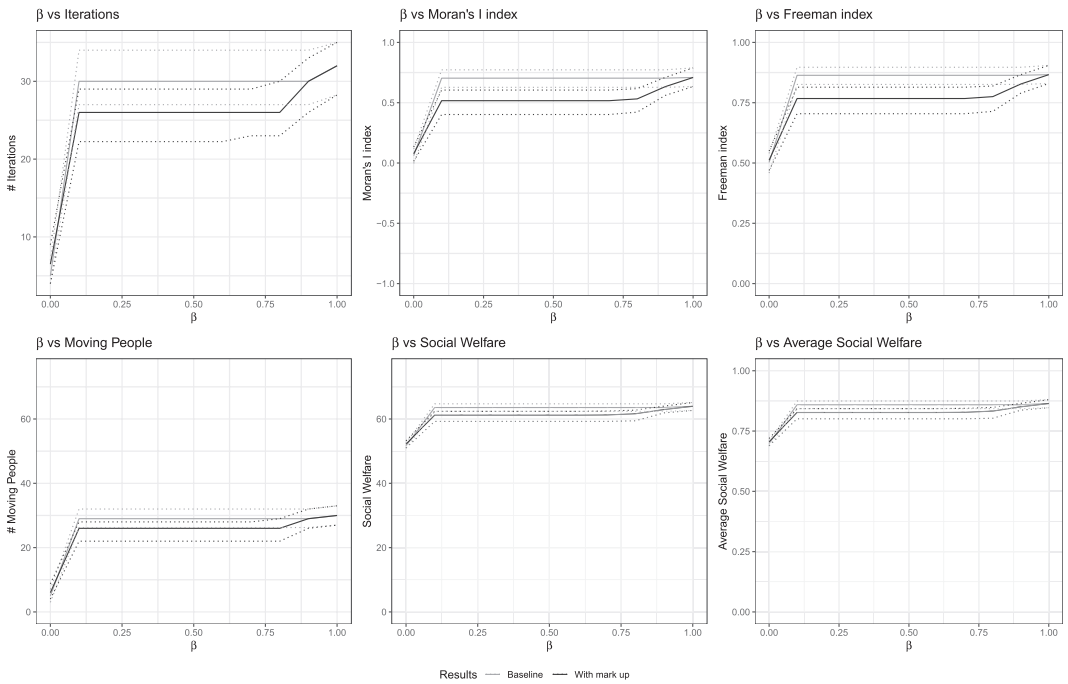 β vs Iterations
β vs Moran's I index
β vs Freeman index
# Iterations
30
20
10
0.00 0.25 0.50 0.75 1.00
β
Moran's I index
1.0
0.5
0.0
−0.5
−1.0
0.00 0.25 0.50 0.75 1.00
β
Freeman index
1.00
0.75
0.50
0.25
0.00
0.00 0.25 0.50 0.75 1.00
β
β vs Moving People
β vs Social Welfare
β vs Average Social Welfare
# Moving People
60
40
20
0
0.00 0.25 0.50 0.75 1.00
β
Social Welfare
60
40
20
0
0.00 0.25 0.50 0.75 1.00
β
Average Social Welfare
1.00
0.75
0.50
0.25
0.00
0.00 0.25 0.50 0.75 1.00
β
Results Baseline With mark up